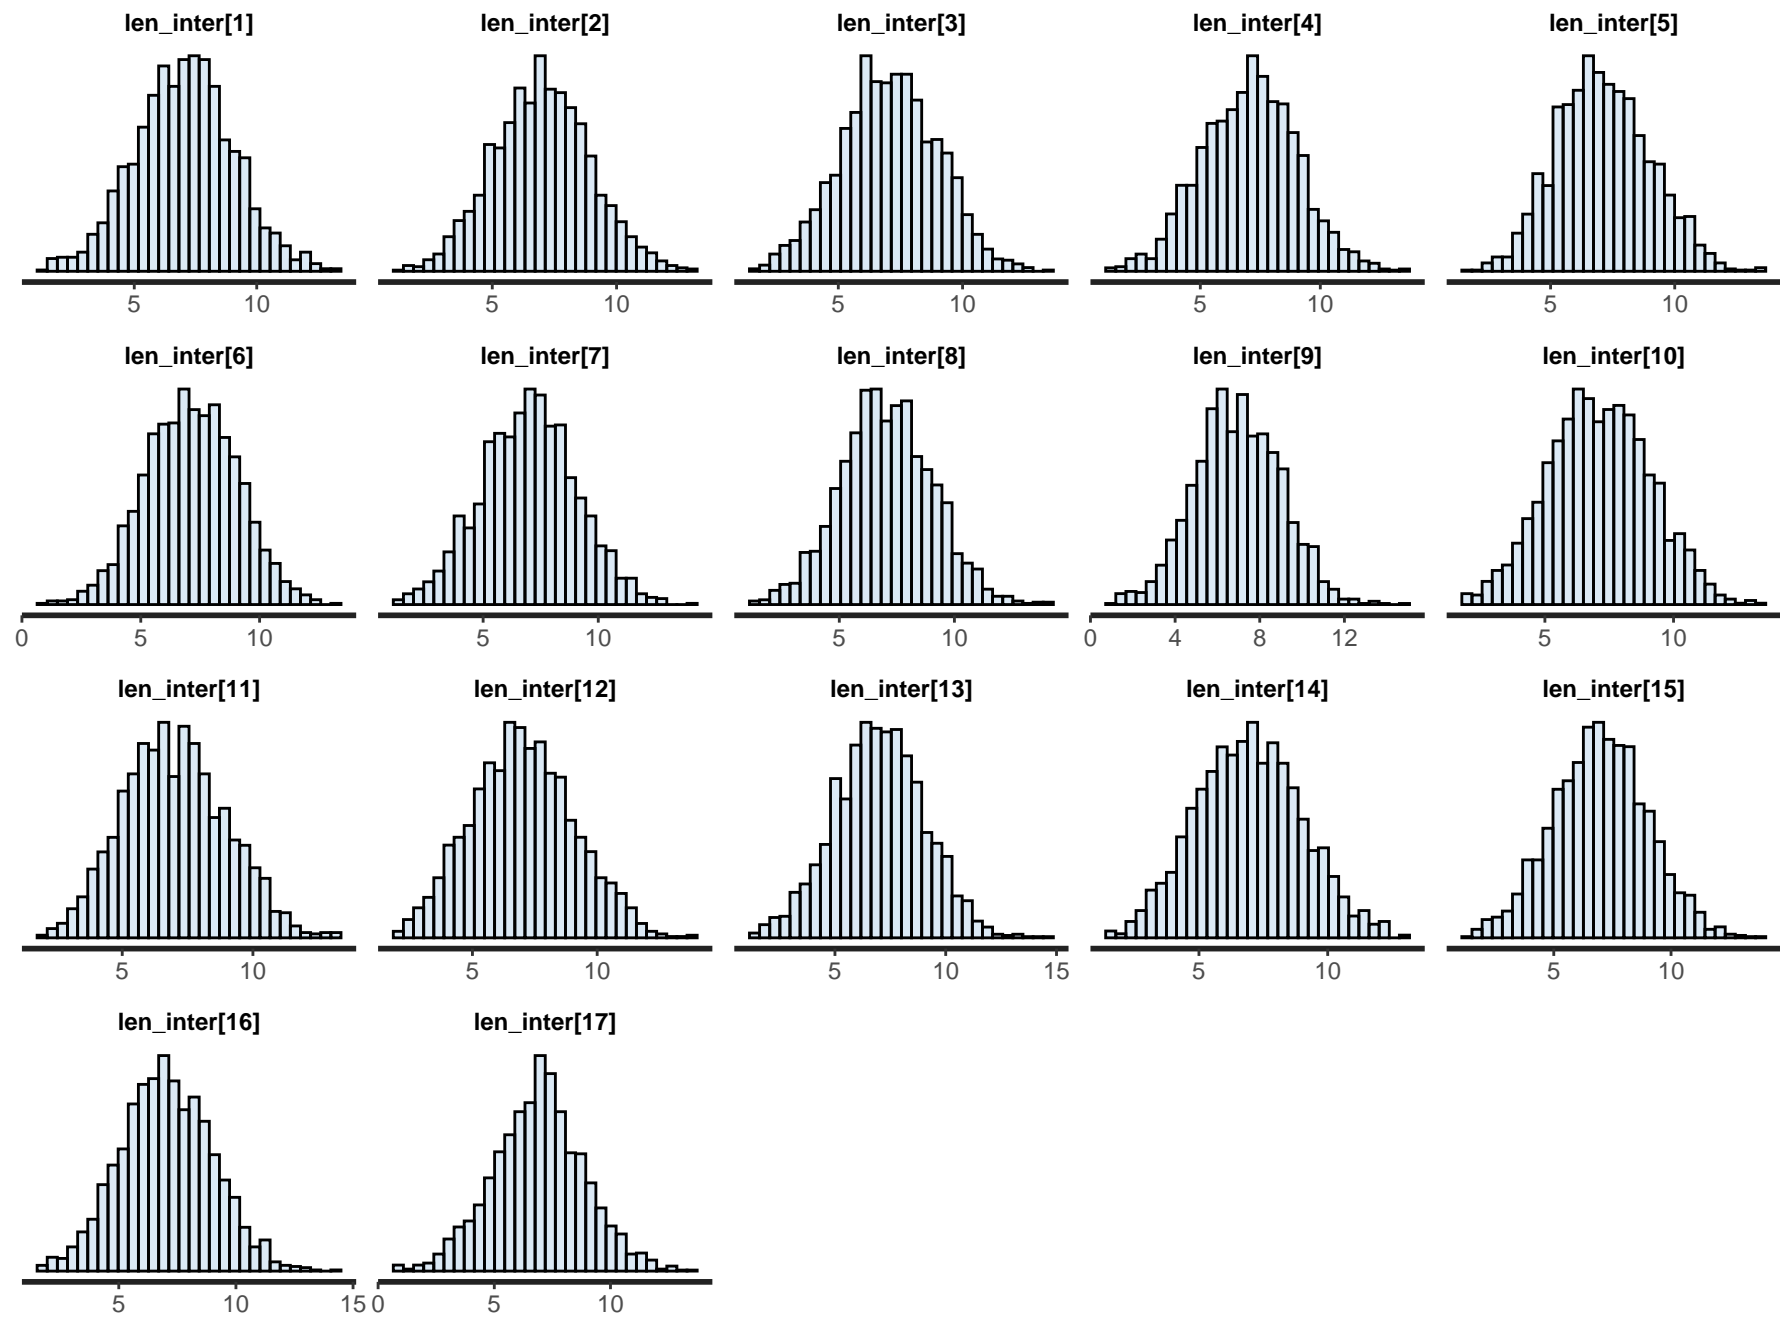 len_inter[1] len_inter[2] len_inter[3] len_inter[4] len_inter[5]
5 10 5 10 5 10 5 10 5 10
len_inter[6] len_inter[7] len_inter[8] len_inter[9] len_inter[10]
0 5 10 5 10 5 10 0 4 8 12 5 10
len_inter[11] len_inter[12] len_inter[13] len_inter[14] len_inter[15]
5 10 5 10 5 10 15 5 10 5 10
len_inter[16] len_inter[17]
5 10 15 0 5 10